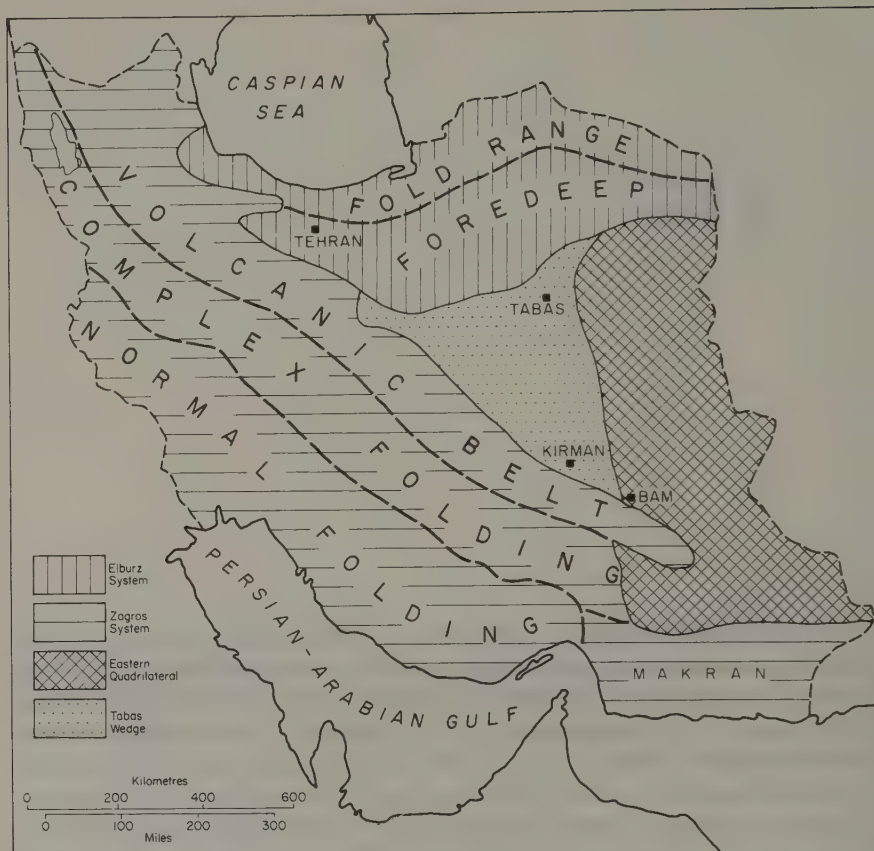 CASPIAN
SEA
FOLD RANGE
FOREDEEP
TEHRAN
TABAS
VOLCANIC BELT
COMPLEX FOLDING
NORMAL FOLDING
KIRMAN
BAM
PERSIAN-ARABIAN GULF
MAKRAN
Elburz
System
Zagros
System
Eastern
Quadrilateral
Tabas
Wedge
Kilometres
0 200 400 600
0 100 200 300
Miles